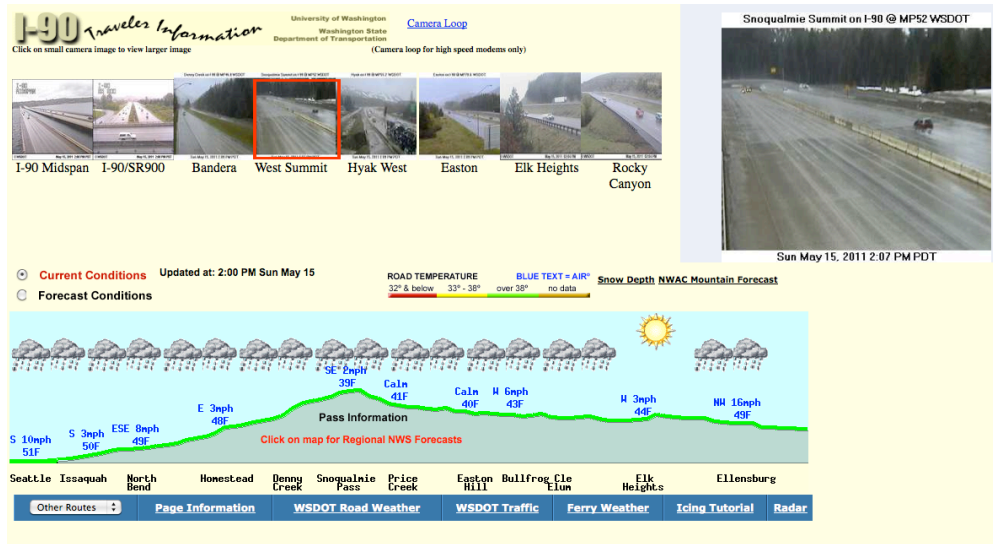 I-90 Traveler Information
University of Washington
Washington State
Department of Transportation
Camera Loop
Click on small camera image to view larger image
(Camera loop for high speed modems only)
Snoqualmie Summit on I-90 @ MP52 WSDOT
Sun May 15, 2011 2:07 PM PDT
I-90 Midspan
I-90/SR900
Bandera
West Summit
Hyak West
Easton
Elk Heights
Rocky
Canyon
Current Conditions
Updated at: 2:00 PM Sun May 15
Forecast Conditions
ROAD TEMPERATURE
BLUE TEXT = AIR°
32° & below
33° - 38°
over 38°
no data
Snow Depth
NWAC Mountain Forecast
S 10mph
51F
S 3mph
50F
ESE 8mph
49F
E 3mph
48F
SE 2mph
39F
Calm
41F
Calm
40F
W 6mph
43F
W 3mph
44F
NW 16mph
49F
Pass Information
Click on map for Regional NWS Forecasts
Seattle
Issaquah
North
Bend
Homestead
Denny
Creek
Snoqualmie
Pass
Price
Creek
Easton
Hill
Bullfrog
Cle
Elum
Elk
Heights
Ellensburg
Other Routes
Page Information
WSDOT Road Weather
WSDOT Traffic
Ferry Weather
Icing Tutorial
Radar